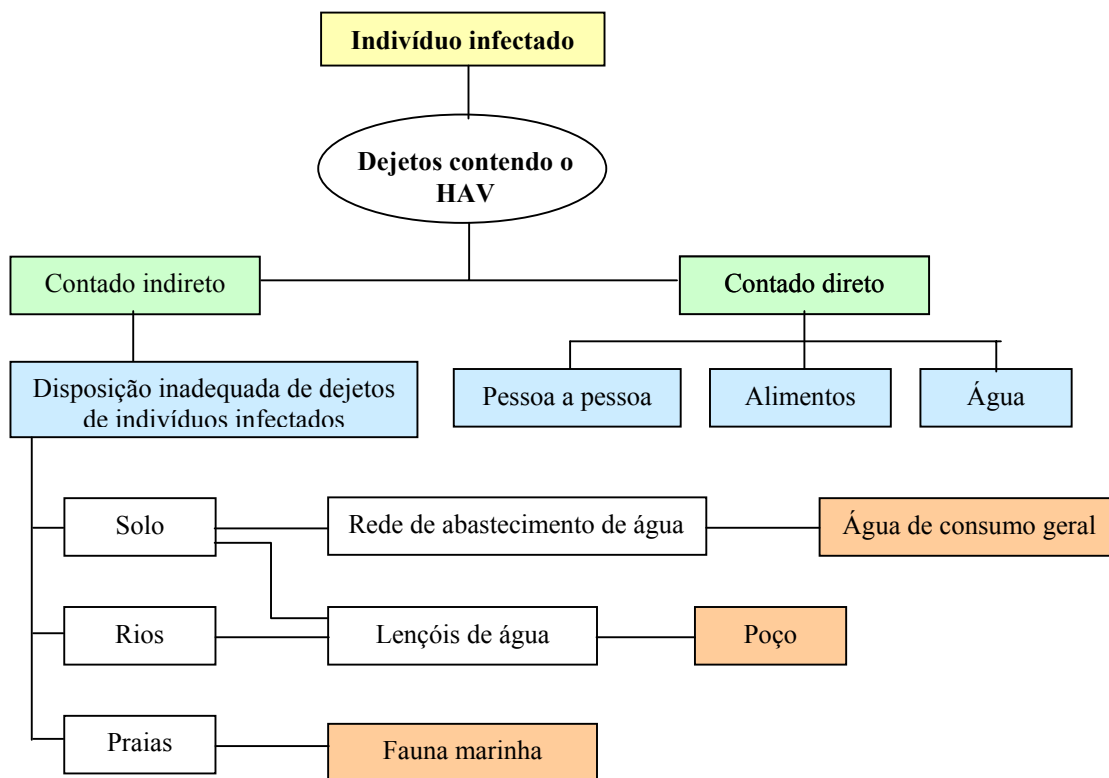 Indivíduo infectado
Dejetos contendo o
HAV
Contado indireto
Contado direto
Disposição inadequada de dejetos
de indivíduos infectados
Pessoa a pessoa
Alimentos
Água
Solo
Rede de abastecimento de água
Água de consumo geral
Rios
Lençóis de água
Poço
Praias
Fauna marinha